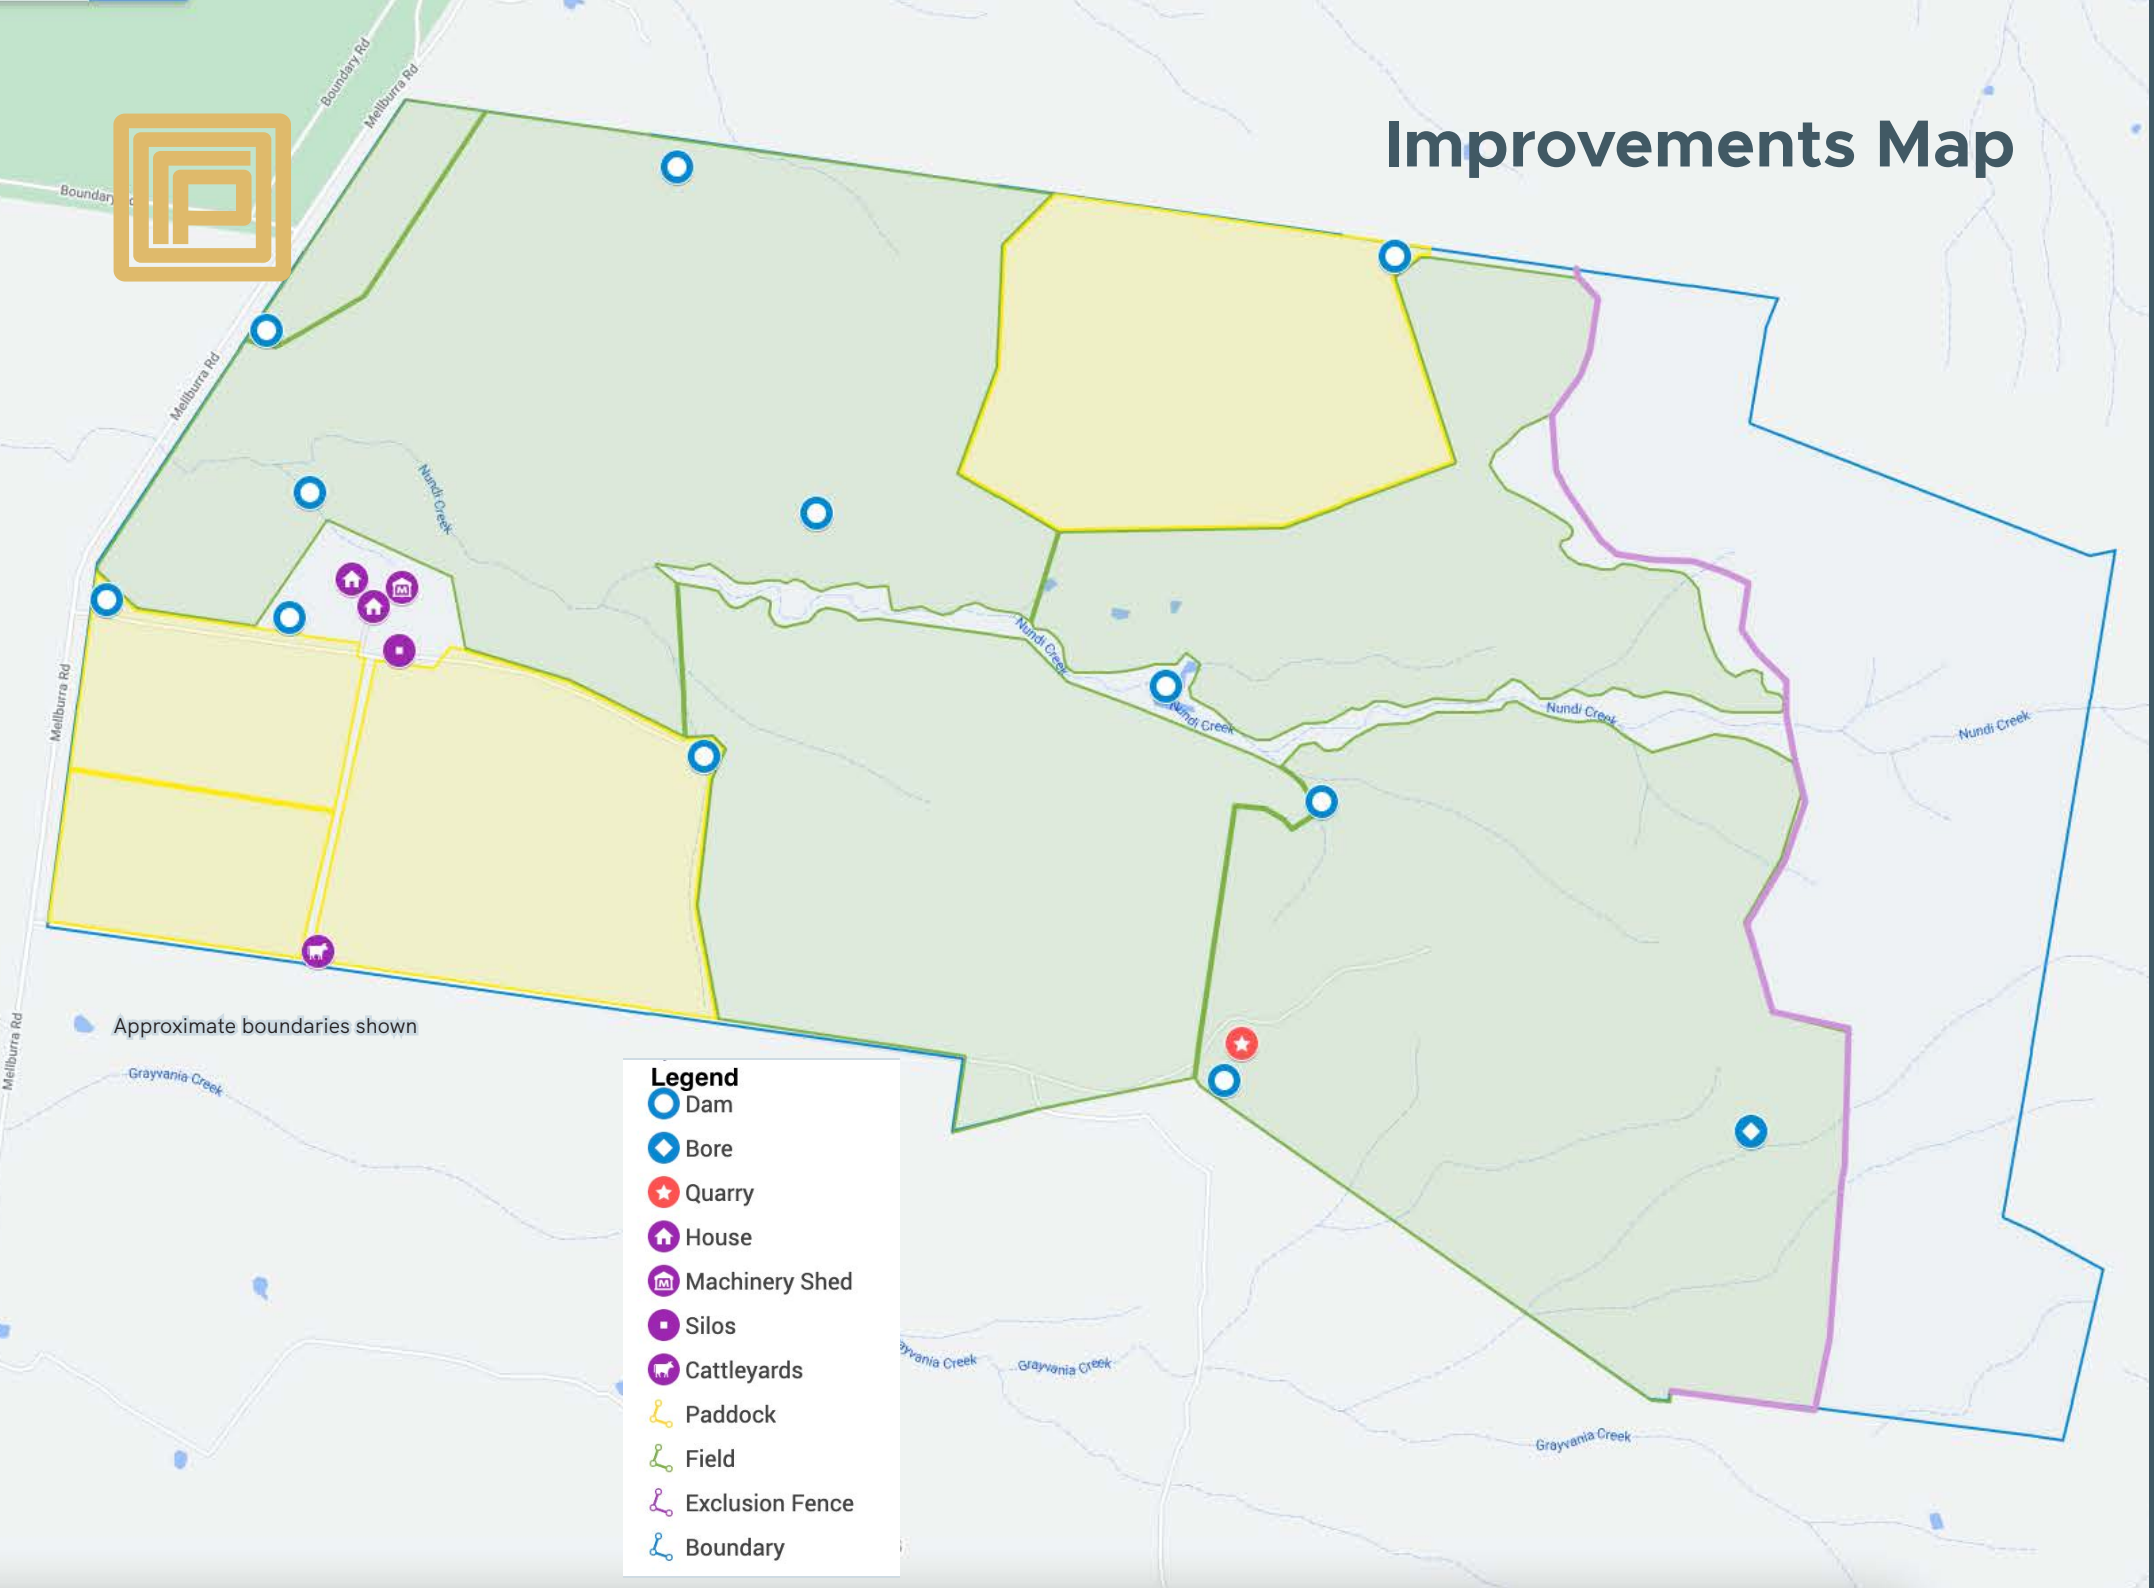 Boundary Rd
Mellburra Rd
Improvements Map
Mellburra Rd
Nundi Creek
Nundi Creek
Nundi Creek
Nundi Creek
Nundi Creek
Mellburra Rd
Approximate boundaries shown
Mellburra Rd
Grayvania Creek
Legend
Dam
Bore
Quarry
House
M Machinery Shed
Silos
Cattleyards
Paddock
Field
Exclusion Fence
Boundary
Creek
Grayvania Creek
Grayvania Creek